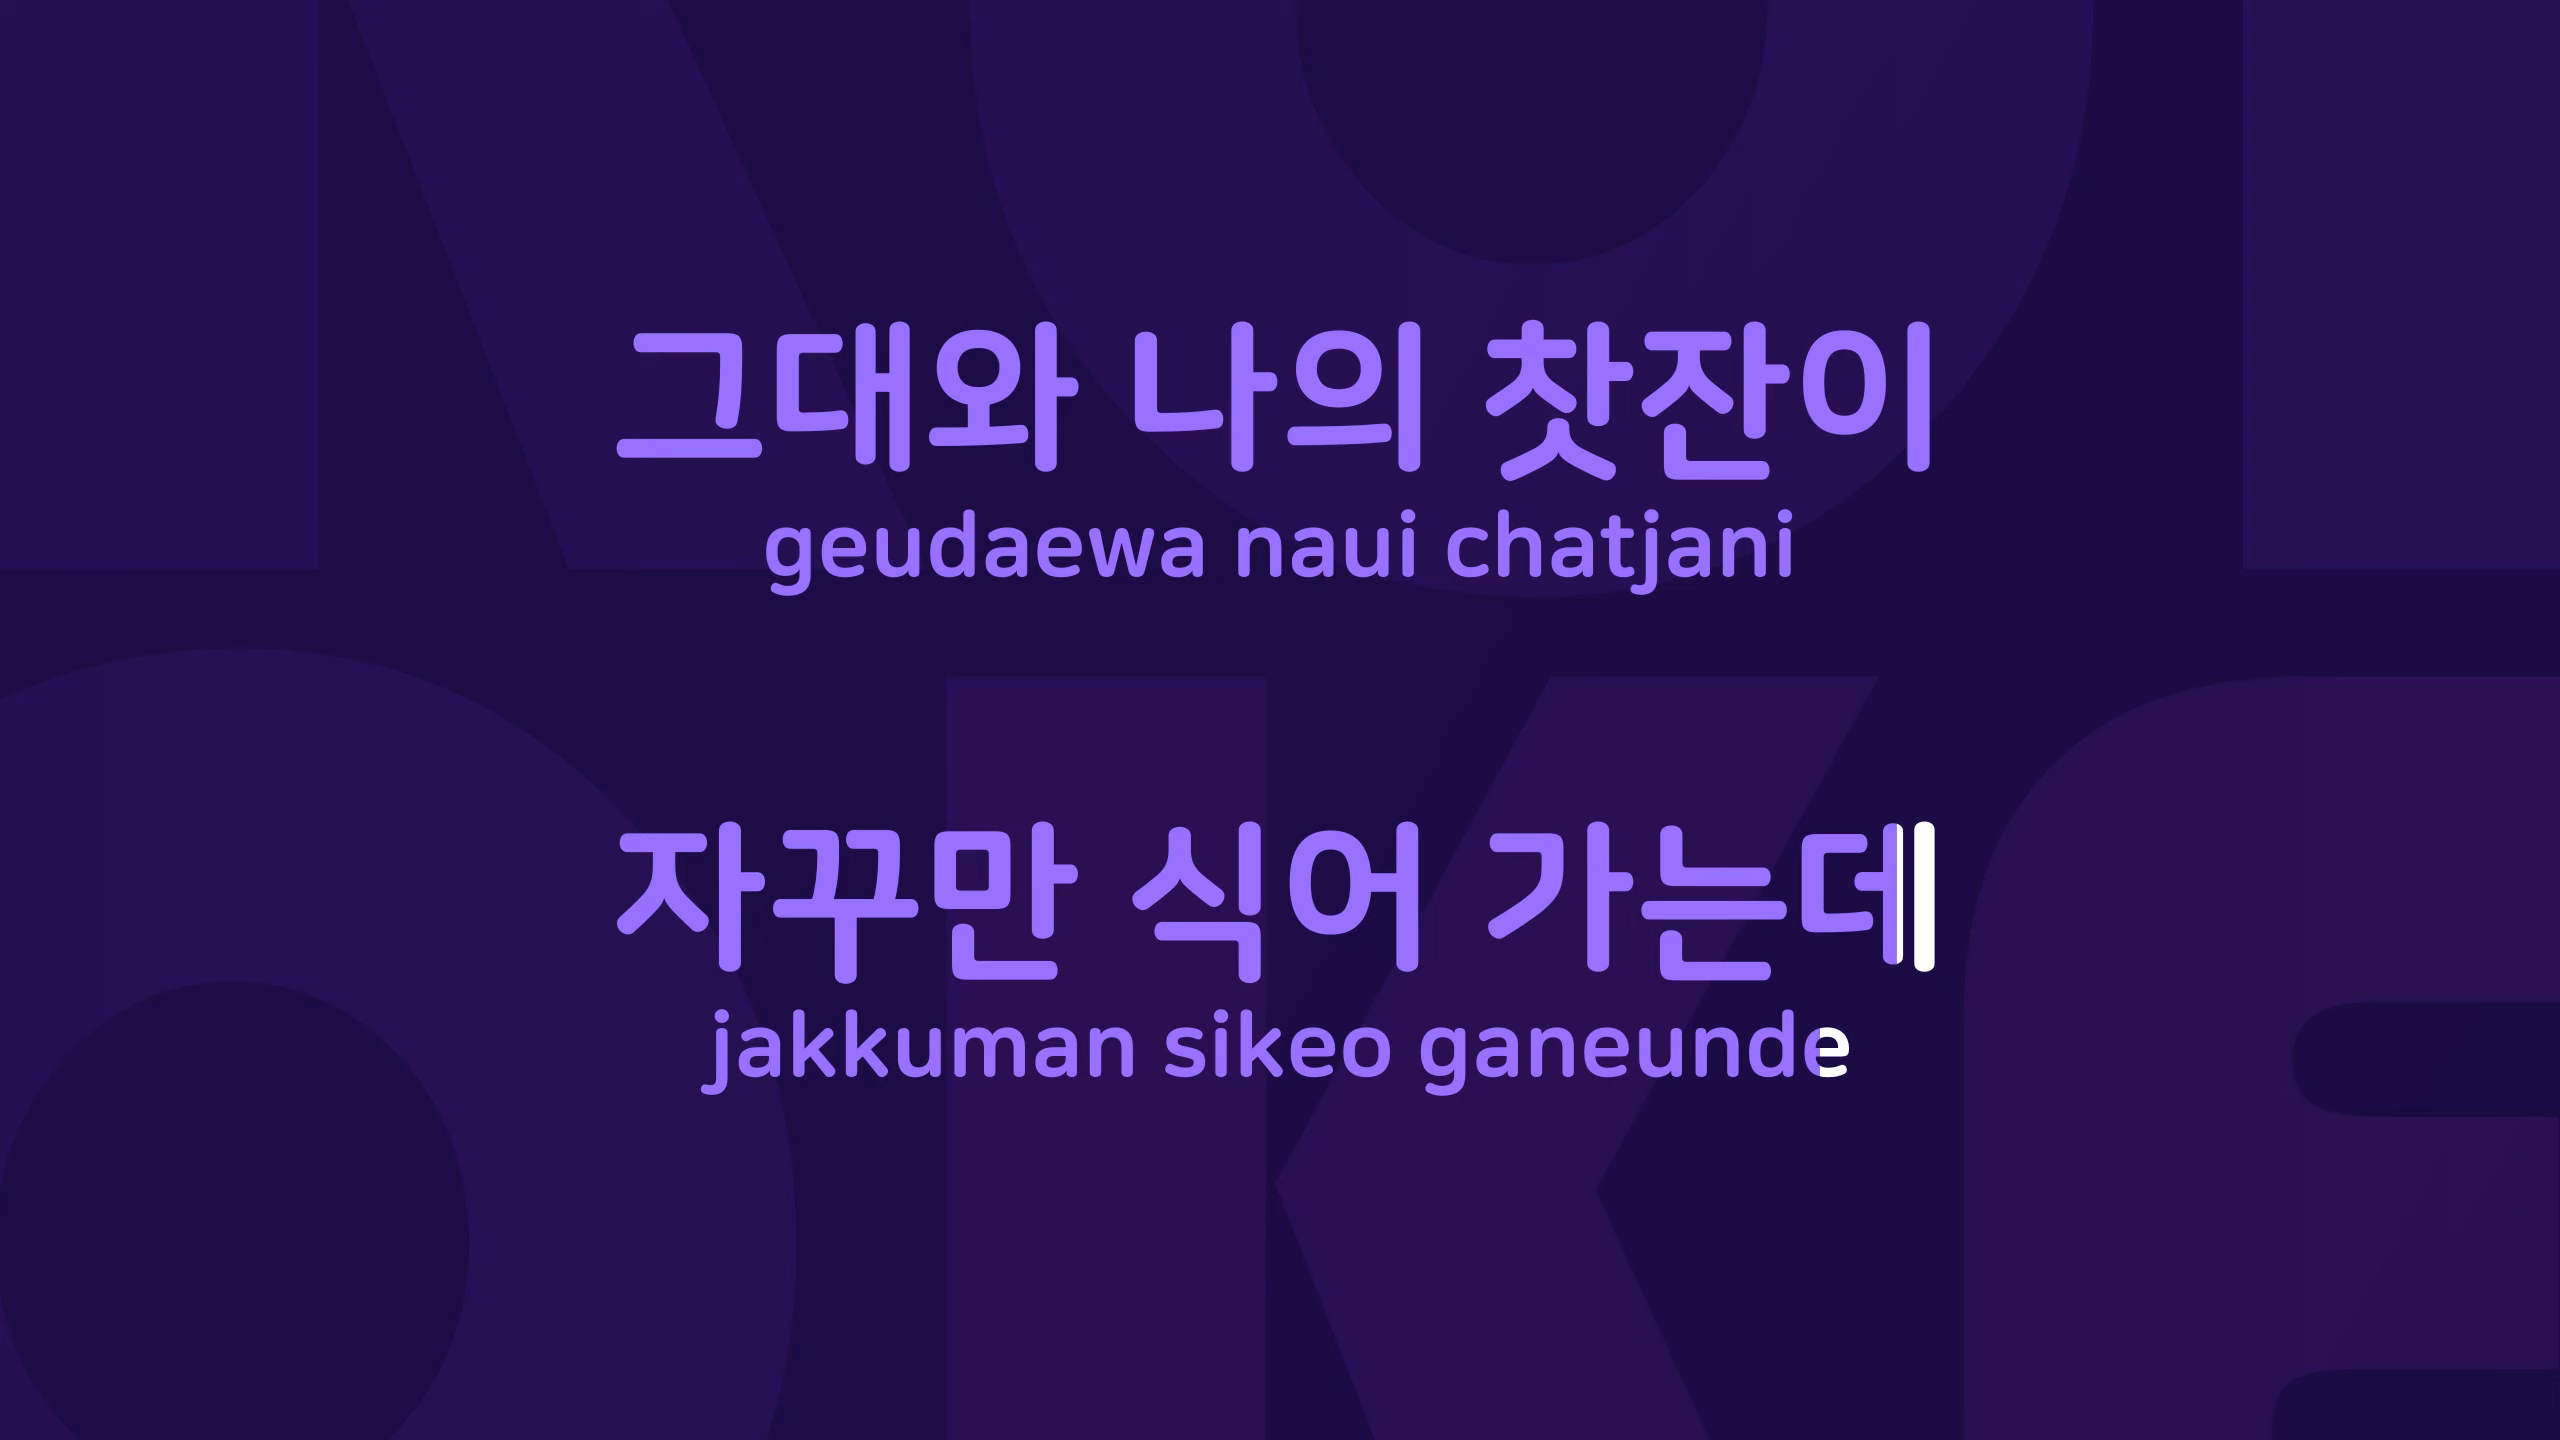 그대와 나의 찻잔이
geudaewa naui chatjani
자꾸만 식어 가는데
jakkuman sikeo ganeunde